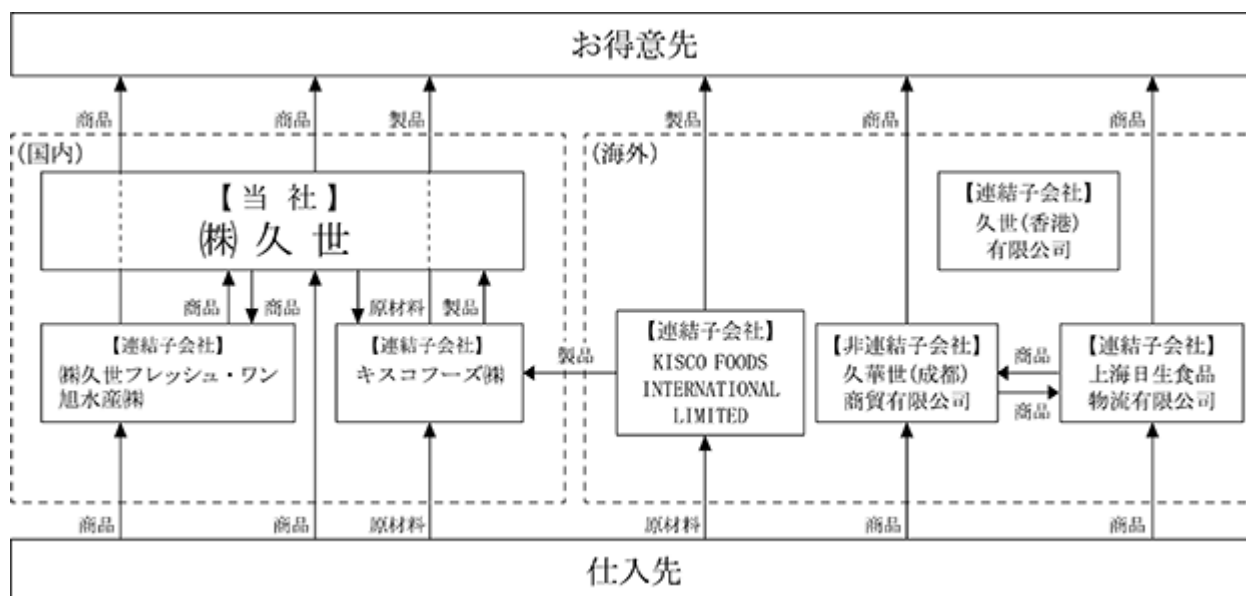 お得意先
商品
商品
製品
製品
商品
商品
(国内)
(海外)
【当 社】
㈱久世
【連結子会社】
久世(香港)
有限公司
商品
商品
原材料
製品
【連結子会社】
㈱久世フレッシュ・ワン
旭水産㈱
【連結子会社】
キスコフーズ㈱
製品
【連結子会社】
KISCO FOODS
INTERNATIONAL
LIMITED
【非連結子会社】
久華世(成都)
商貿有限公司
商品
商品
【連結子会社】
上海日生食品
物流有限公司
商品
商品
原材料
原材料
商品
商品
仕入先